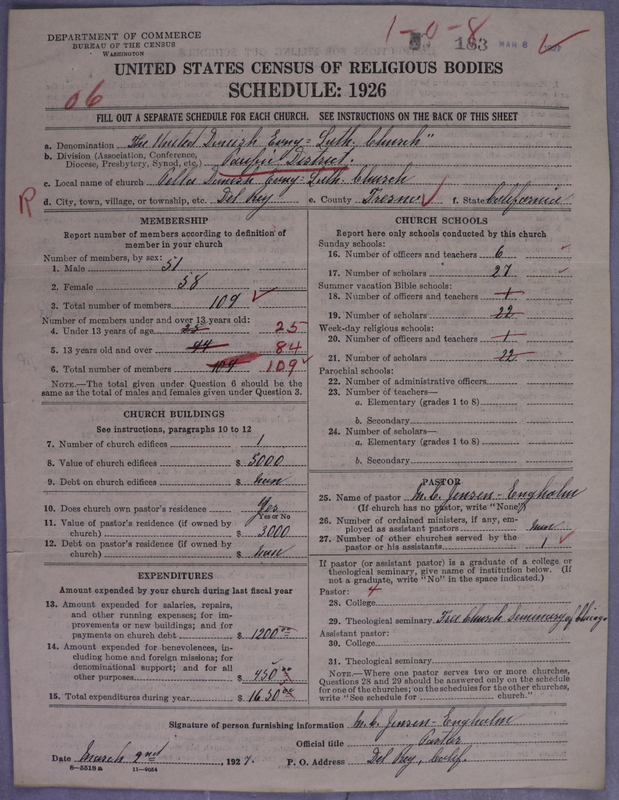 1-0-8
DEPARTMENT OF COMMERCE
BUREAU OF THE CENSUS
WASHINGTON
183 MAR 8
UNITED STATES CENSUS OF RELIGIOUS BODIES
SCHEDULE: 1926
06
FILL OUT A SEPARATE SCHEDULE FOR EACH CHURCH. SEE INSTRUCTIONS ON THE BACK OF THIS SHEET
a. Denomination "The United Danish Evng-Luth. Church"
b. Division (Association, Conference, Diocese, Presbytery, Synod, etc.) Pacific District.
c. Local name of church Pella Danish Evng-Luth. Church
R
d. City, town, village, or township, etc. Del Rey e. County Fresno f. State California
MEMBERSHIP
Report number of members according to definition of member in your church
Number of members, by sex:
1. Male 51
2. Female 58
3. Total number of members 109
Number of members under and over 13 years old:
4. Under 13 years of age 25 25
5. 13 years old and over 44 84
6. Total number of members 109 109
NOTE.—The total given under Question 6 should be the same as the total of males and females given under Question 3.
CHURCH BUILDINGS
See instructions, paragraphs 10 to 12
7. Number of church edifices 1
8. Value of church edifices $ 5000
9. Debt on church edifices $ none
10. Does church own pastor's residence Yes
Yes or No
11. Value of pastor's residence (if owned by church) $ 3000
12. Debt on pastor's residence (if owned by church) $ none
EXPENDITURES
Amount expended by your church during last fiscal year
13. Amount expended for salaries, repairs, and other running expenses; for improvements or new buildings; and for payments on church debt $ 1200.00
14. Amount expended for benevolences, including home and foreign missions; for denominational support; and for all other purposes $ 450.00
15. Total expenditures during year $ 1650.00
CHURCH SCHOOLS
Report here only schools conducted by this church
Sunday schools:
16. Number of officers and teachers 6
17. Number of scholars 27
Summer vacation Bible schools:
18. Number of officers and teachers 1
19. Number of scholars 22
Week-day religious schools:
20. Number of officers and teachers 1
21. Number of scholars 22
Parochial schools:
22. Number of administrative officers
23. Number of teachers—
a. Elementary (grades 1 to 8)
b. Secondary
24. Number of scholars—
a. Elementary (grades 1 to 8)
b. Secondary
PASTOR
25. Name of pastor M.C. Jensen-Engholm
(If church has no pastor, write "None")
26. Number of ordained ministers, if any, employed as assistant pastors none
27. Number of other churches served by the pastor or his assistants 1
If pastor (or assistant pastor) is a graduate of a college or theological seminary, give name of institution below. (If not a graduate, write "No" in the space indicated.)
Pastor: 4
28. College
29. Theological seminary Free Church Seminary of Chicago
Assistant pastor:
30. College
31. Theological seminary
NOTE.—Where one pastor serves two or more churches, Questions 28 and 29 should be answered only on the schedule for one of the churches; on the schedules for the other churches, write "See schedule for church."
Signature of person furnishing information M.C. Jensen-Engholm
Official title Pastor
Date March 2nd, 1927. P. O. Address Del Rey, Calif.
8—5518a 11—9054